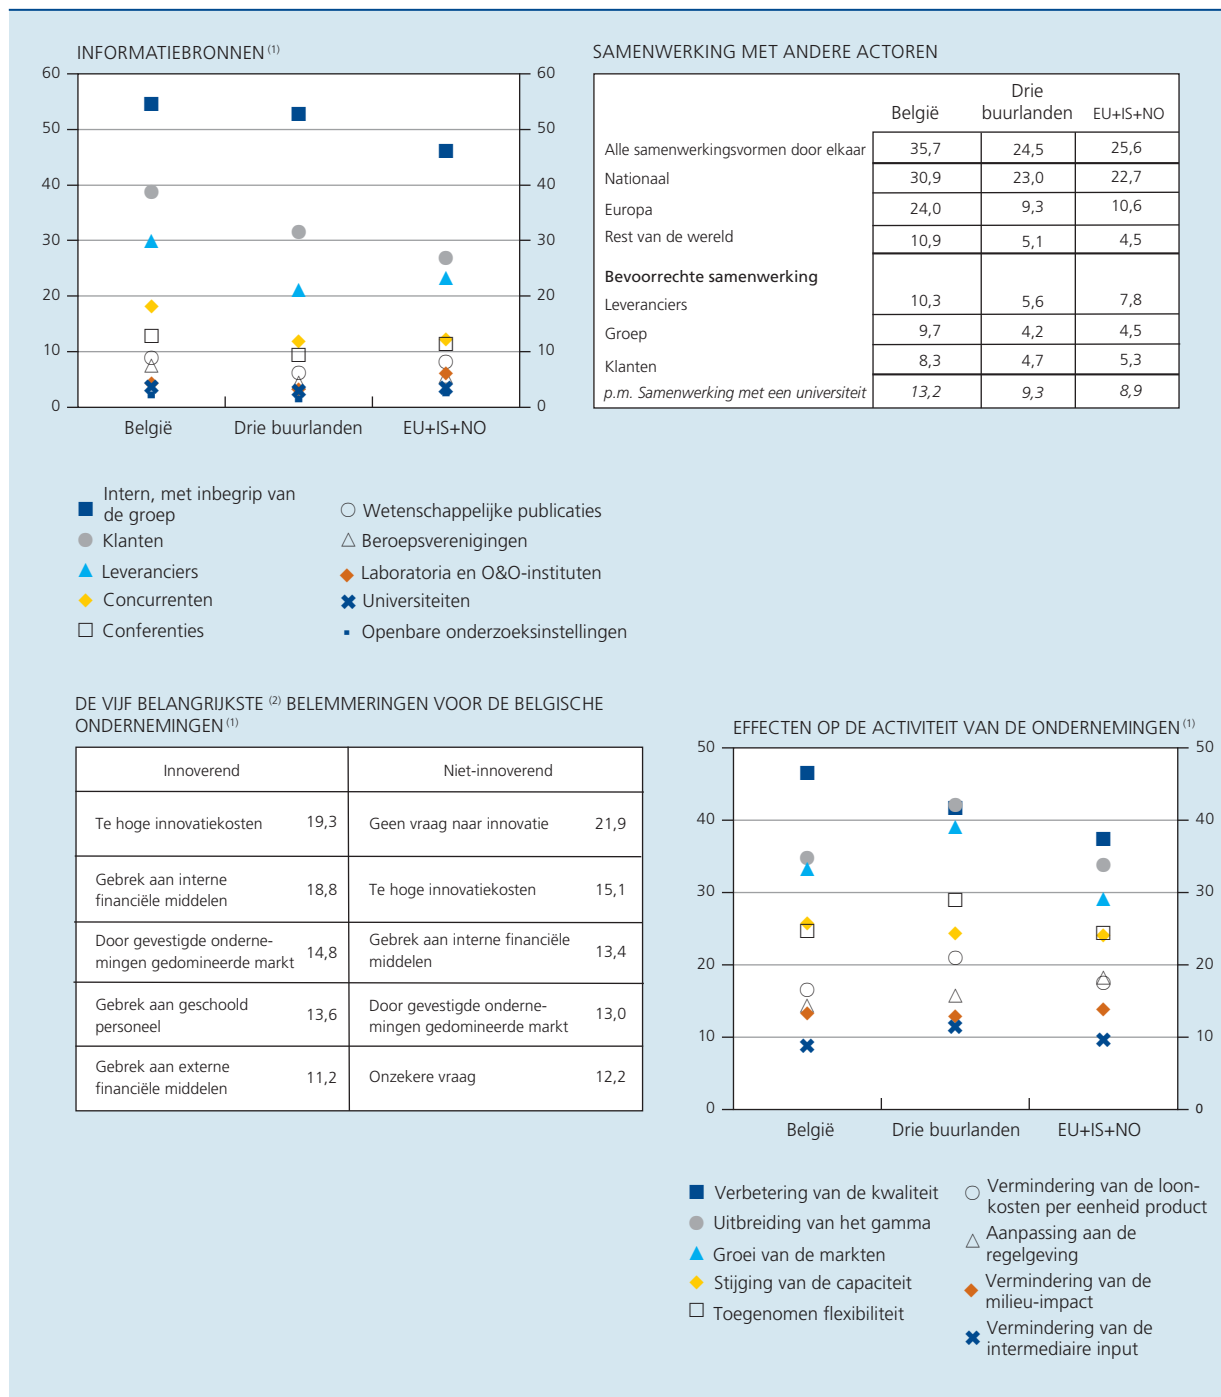 INFORMATIEBRONNEN (1)
60
50
40
30
20
10
0
60
50
40
30
20
10
0
België
Drie buurlanden
EU+IS+NO
Intern, met inbegrip van
de groep
Klanten
Leveranciers
Concurrenten
Conferenties
Wetenschappelijke publicaties
Beroepsverenigingen
Laboratoria en O&O-instituten
Universiteiten
Openbare onderzoeksinstellingen
SAMENWERKING MET ANDERE ACTOREN
België Drie buurlanden EU+IS+NO
Alle samenwerkingsvormen door elkaar 35,7 24,5 25,6
Nationaal 30,9 23,0 22,7
Europa 24,0 9,3 10,6
Rest van de wereld 10,9 5,1 4,5
Bevoorrechte samenwerking
Leveranciers 10,3 5,6 7,8
Groep 9,7 4,2 4,5
Klanten 8,3 4,7 5,3
p.m. Samenwerking met een universiteit 13,2 9,3 8,9
DE VIJF BELANGRIJKSTE (2) BELEMMERINGEN VOOR DE BELGISCHE
ONDERNEMINGEN (1)
Innoverend Niet-innoverend
Te hoge innovatiekosten 19,3 Geen vraag naar innovatie 21,9
Gebrek aan interne
financiële middelen 18,8 Te hoge innovatiekosten 15,1
Door gevestigde onderne-
mingen gedomineerde markt 14,8
Gebrek aan interne financiële
middelen 13,4
Gebrek aan geschoold
personeel 13,6
Door gevestigde onderne-
mingen gedomineerde markt 13,0
Gebrek aan externe
financiële middelen 11,2 Onzekere vraag 12,2
EFFECTEN OP DE ACTIVITEIT VAN DE ONDERNEMINGEN (1)
50
40
30
20
10
0
50
40
30
20
10
0
België
Drie buurlanden
EU+IS+NO
Verbetering van de kwaliteit
Uitbreiding van het gamma
Groei van de markten
Stijging van de capaciteit
Toegenomen flexibiliteit
Vermindering van de loon-
kosten per eenheid product
Aanpassing aan de
regelgeving
Vermindering van de
milieu-impact
Vermindering van de
intermediaire input